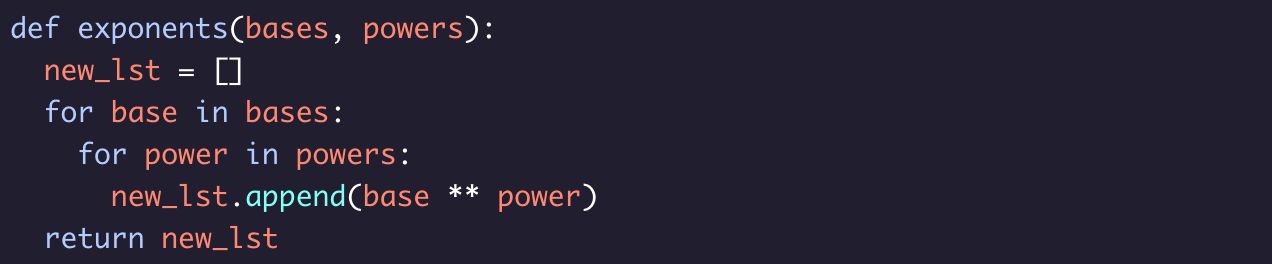 def exponents(bases, powers):
  new_lst = []
  for base in bases:
    for power in powers:
      new_lst.append(base ** power)
  return new_lst